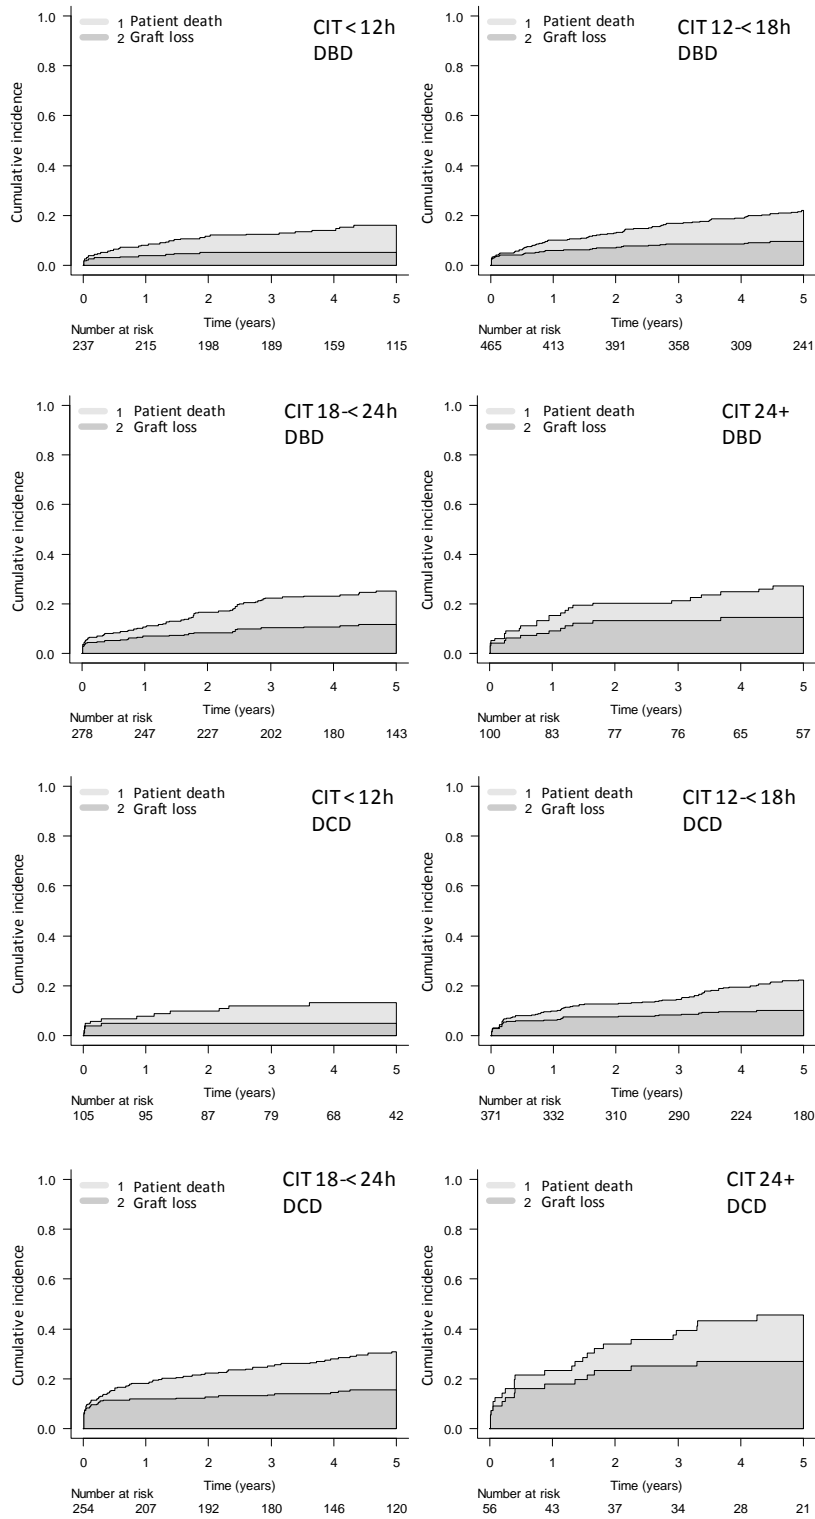 1 Patient death
2 Graft loss
CIT < 12h
DBD
Cumulative incidence
1.0
0.8
0.6
0.4
0.2
0.0
0 1 2 3 4 5
Time (years)
Number at risk
237 215 198 189 159 115
1 Patient death
2 Graft loss
CIT 12-< 18h
DBD
Cumulative incidence
1.0
0.8
0.6
0.4
0.2
0.0
0 1 2 3 4 5
Time (years)
Number at risk
465 413 391 358 309 241
1 Patient death
2 Graft loss
CIT 18-< 24h
DBD
Cumulative incidence
1.0
0.8
0.6
0.4
0.2
0.0
0 1 2 3 4 5
Time (years)
Number at risk
278 247 227 202 180 143
1 Patient death
2 Graft loss
CIT 24+
DBD
Cumulative incidence
1.0
0.8
0.6
0.4
0.2
0.0
0 1 2 3 4 5
Time (years)
Number at risk
100 83 77 76 65 57
1 Patient death
2 Graft loss
CIT < 12h
DCD
Cumulative incidence
1.0
0.8
0.6
0.4
0.2
0.0
0 1 2 3 4 5
Time (years)
Number at risk
105 95 87 79 68 42
1 Patient death
2 Graft loss
CIT 12-< 18h
DCD
Cumulative incidence
1.0
0.8
0.6
0.4
0.2
0.0
0 1 2 3 4 5
Time (years)
Number at risk
371 332 310 290 224 180
1 Patient death
2 Graft loss
CIT 18-< 24h
DCD
Cumulative incidence
1.0
0.8
0.6
0.4
0.2
0.0
0 1 2 3 4 5
Time (years)
Number at risk
254 207 192 180 146 120
1 Patient death
2 Graft loss
CIT 24+
DCD
Cumulative incidence
1.0
0.8
0.6
0.4
0.2
0.0
0 1 2 3 4 5
Time (years)
Number at risk
56 43 37 34 28 21